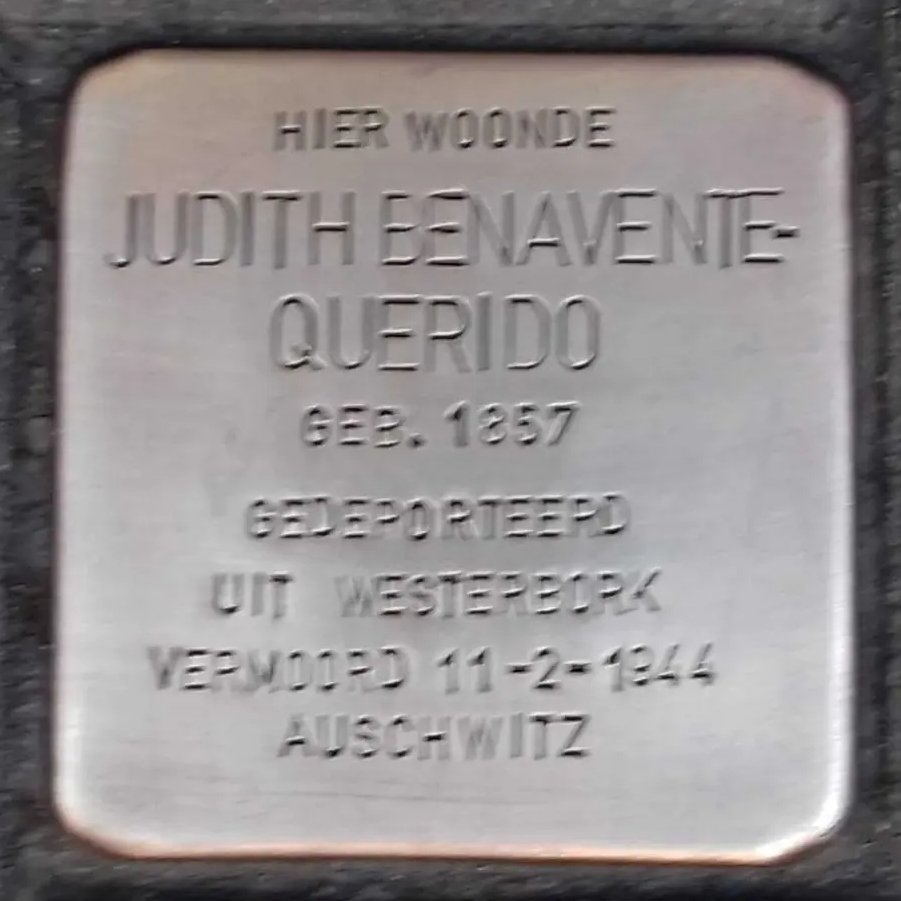 HIER WOONDE
JUDITH BENAVENTE-
QUERIDO
GEB. 1857
GEDEPORTEERD
UIT WESTERBORK
VERMOORD 11-2-1944
AUSCHWITZ